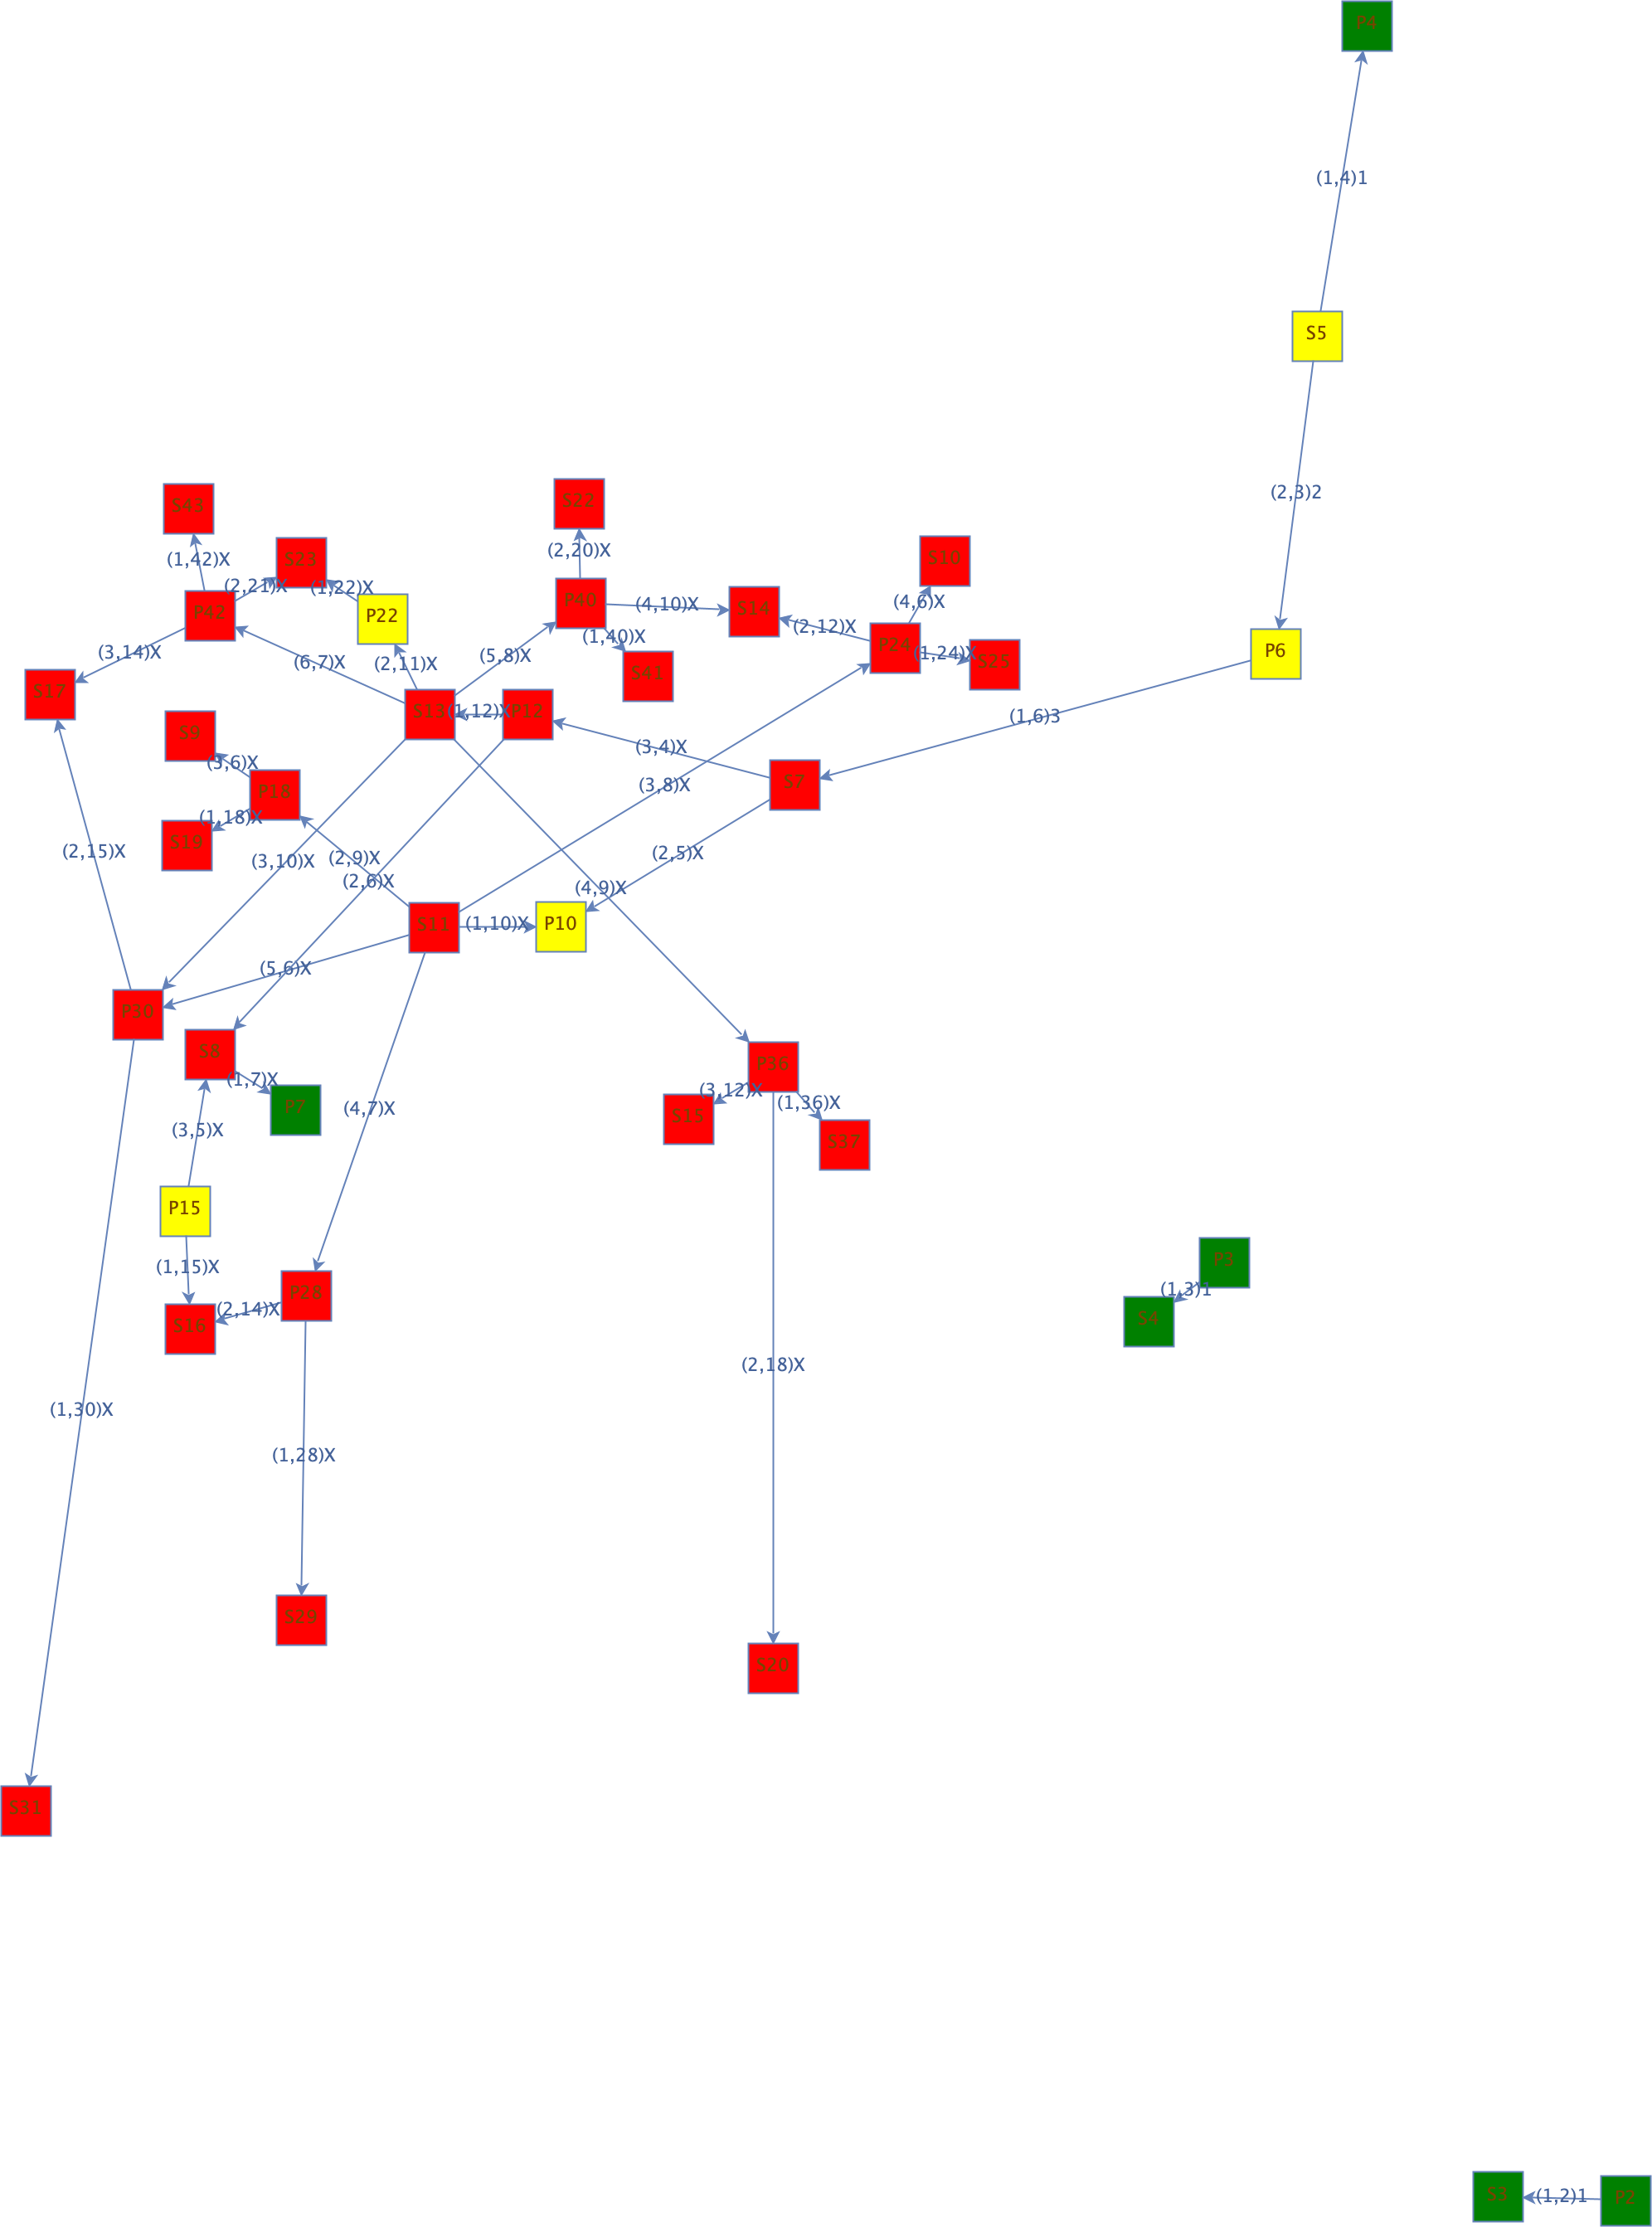 P4
(1,4)1
S5
(2,3)2
S43
S22
S10
(1,42)X
S23
(2,20)X
(2,21)X
(1,22)X
P42
P22
P40
(4,10)X
S14
(4,6)X
(2,12)X
P24
(1,24)X
S25
(1,40)X
S41
P6
(3,14)X
(6,7)X
(2,11)X
(5,8)X
S17
S13
(1,12)X
P12
(1,6)3
S9
(3,4)X
(3,6)X
P18
(3,8)X
S7
(1,18)X
S19
(2,15)X
(3,10)X
(2,9)X
(2,5)X
(2,6)X
(4,9)X
S11
(1,10)X
P10
(5,6)X
P30
S8
(1,7)X
P7
(4,7)X
P36
(3,12)X
(1,36)X
S15
S37
(3,5)X
P15
(1,15)X
P28
(2,14)X
S16
P3
(1,3)1
S4
(2,18)X
(1,30)X
(1,28)X
S29
S20
S31
S3
(1,2)1
P2